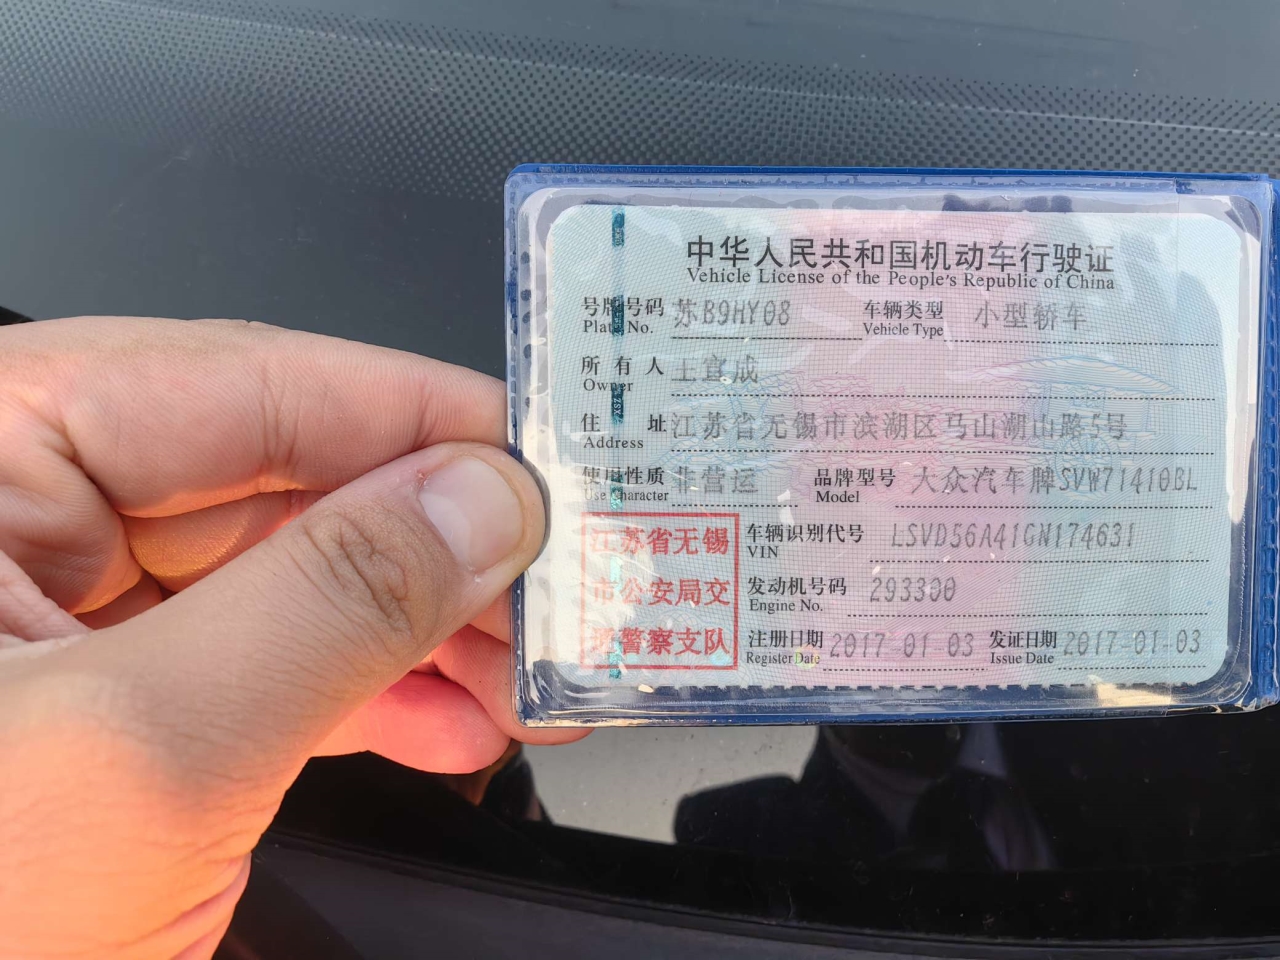 中华人民共和国机动车行驶证
Vehicle License of the People's Republic of China
号牌号码 苏B9HY08 车辆类型 小型轿车
Plate No. Vehicle Type
所有人 王宜成
Owner
住址 江苏省无锡市滨湖区马山湖山路5号
Address
使用性质 非营运 品牌型号 大众汽车牌SVW71410BL
Use Character Model
江苏省无锡
市公安局交
通警察支队
车辆识别代号 LSVD56A41GN174631
VIN
发动机号码 293300
Engine No.
注册日期 2017-01-03 发证日期 2017-01-03
Register Date Issue Date